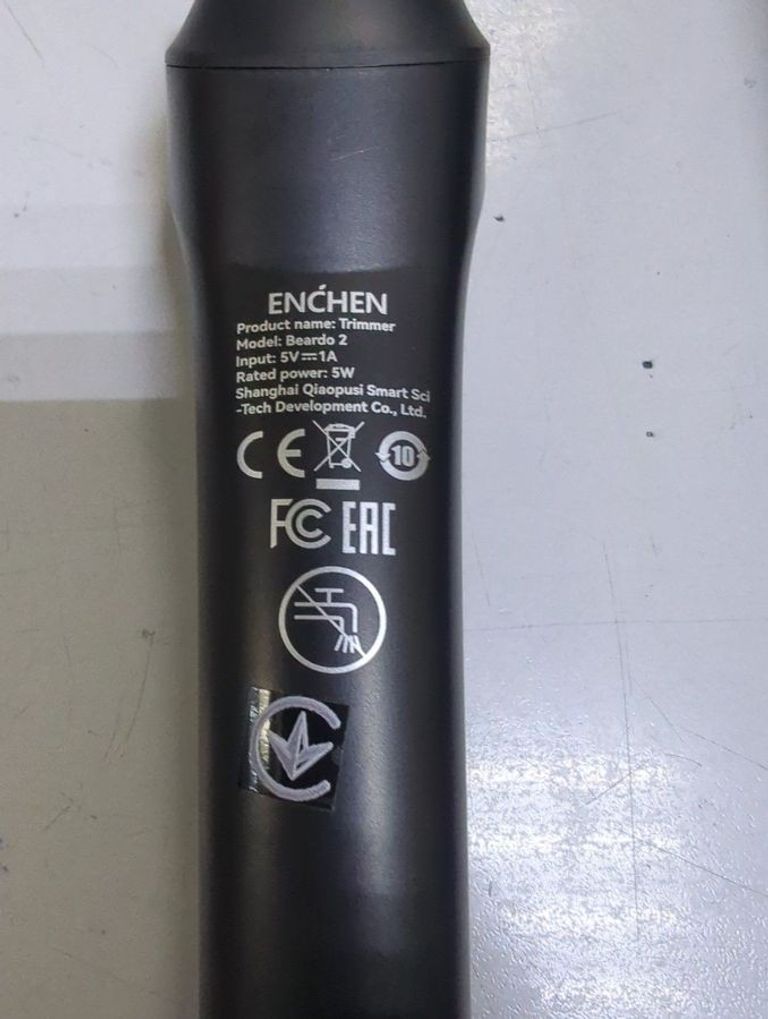 ENCHEN
Product name: Trimmer
Model: Beardo 2
Input: 5V⎓1A
Rated power: 5W
Shanghai Qiaopusi Smart Sci
-Tech Development Co., Ltd.
CE 10
FC EAC